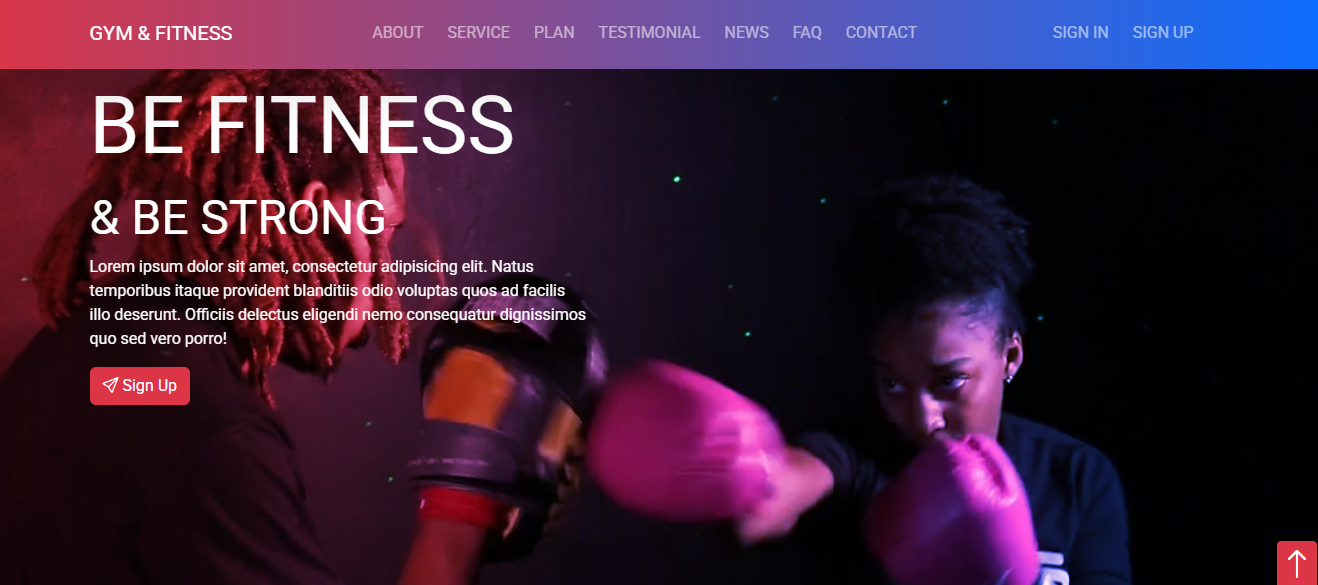 GYM & FITNESS
ABOUT SERVICE PLAN TESTIMONIAL NEWS FAQ CONTACT
SIGN IN SIGN UP
BE FITNESS
& BE STRONG
Lorem ipsum dolor sit amet, consectetur adipisicing elit. Natus
temporibus itaque provident blanditiis odio voluptas quos ad facilis
illo deserunt. Officiis delectus eligendi nemo consequatur dignissimos
quo sed vero porro!
Sign Up